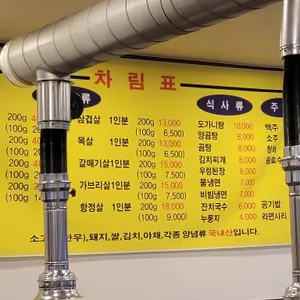 차림표
류
식사류
주
200g 4
(100g 2
200g
(100g
200g
(100g
200g
(100g
삼겹살 1인분 200g 13,000
(100g 6,500)
목살 1인분 200g 13,000
(100g 6,500)
갈매기살 1인분 200g 15,000
(100g 7,500)
가브리살 1인분 200g 15,000
(100g 7,500)
항정살 1인분 200g 18,000
(100g 9,000)
도가니탕 10,000
양곰탕 8,000
곰탕 8,000
김치찌개 8,000
우렁된장 8,000
물냉면 7,000
비빔냉면 7,000
잔치국수 6,000
누룽지 4,000
맥주
소주
청하
음료수
공기밥
라면사리
소고 한우),돼지,쌀,김치,야채,각종 양념류 국내산입니다.